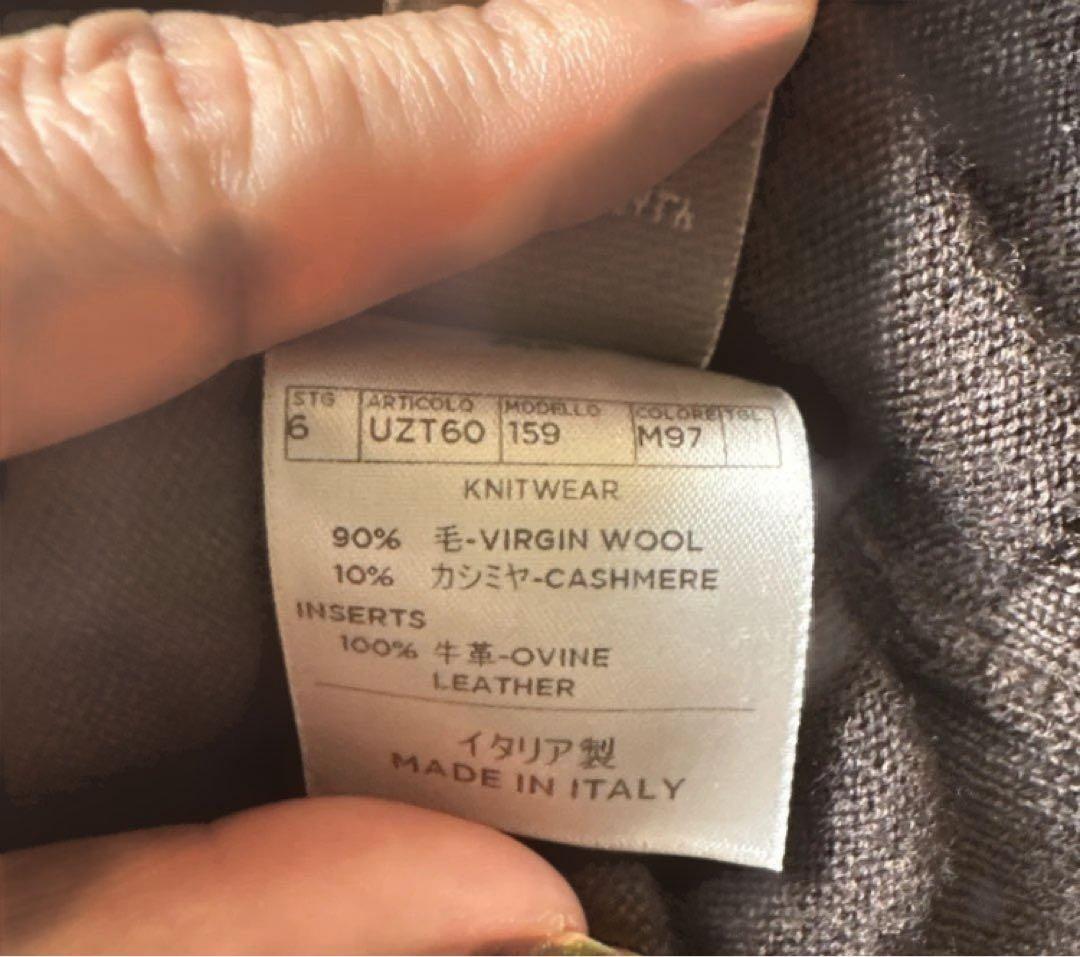 STG ARTICOLO MODELLO COLORE TGL
6 UZT60 159 M97
KNITWEAR
90% 毛-VIRGIN WOOL
10% カシミヤ-CASHMERE
INSERTS
100% 牛革-OVINE
LEATHER
イタリア製
MADE IN ITALY